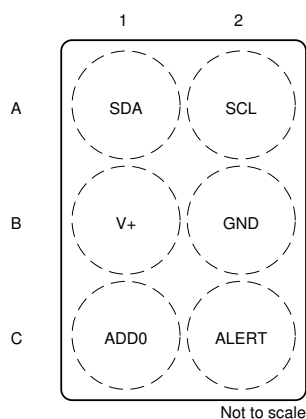 1 2
A SDA SCL
B V+ GND
C ADD0 ALERT
Not to scale